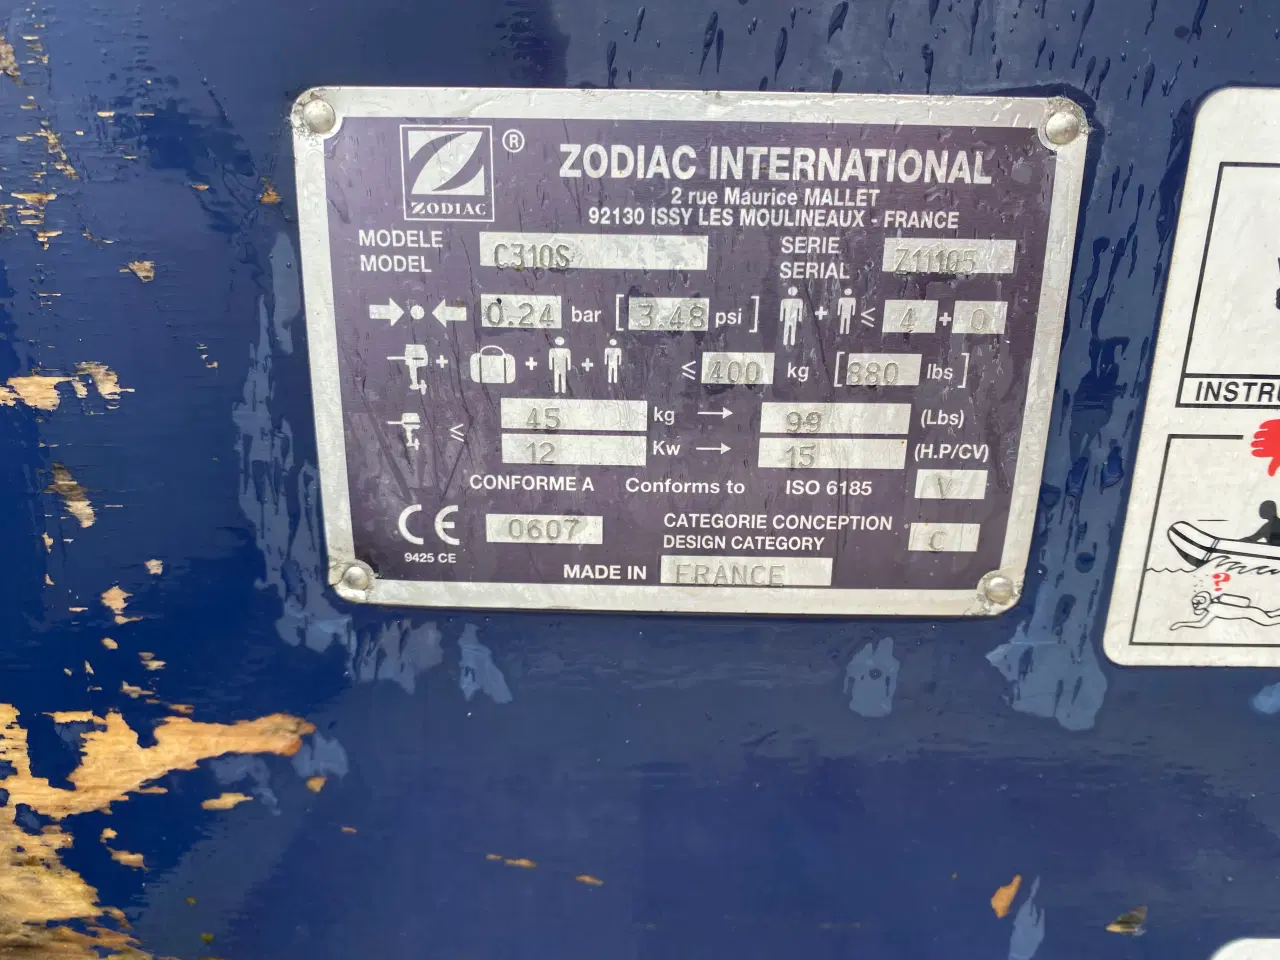 ZODIAC ®
ZODIAC INTERNATIONAL
2 rue Maurice MALLET
92130 ISSY LES MOULINEAUX - FRANCE
MODELE
MODEL C310S
SERIE
SERIAL Z11105
0.24 bar [3.48 psi]
+ ≤ 4 + 0
+ + + ≤ 400 kg [880 lbs]
≤ 45 kg → 99 (Lbs)
12 Kw → 15 (H.P/CV)
CONFORME A Conforms to ISO 6185 V
CE 0607
9425 CE
CATEGORIE CONCEPTION
DESIGN CATEGORY C
MADE IN FRANCE
?